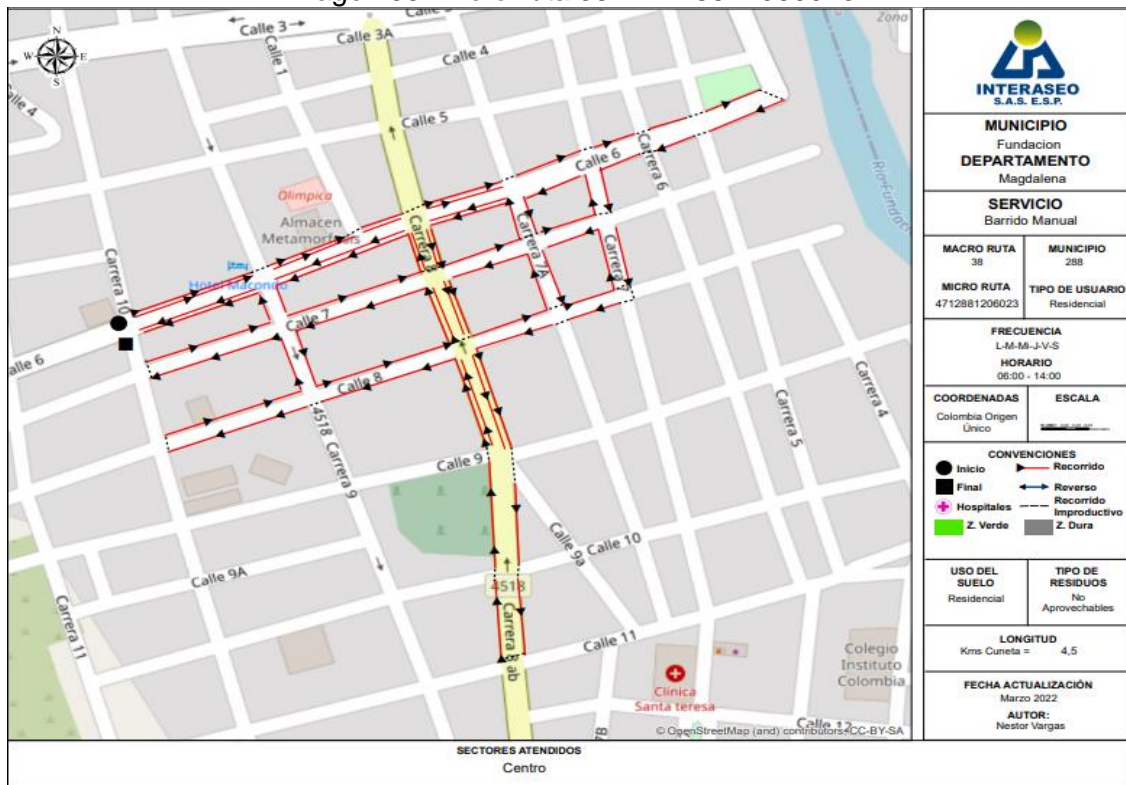 N
W E
S
Calle 3
Calle 3A
Calle 4
Calle 4
Calle 1
Calle 5
Zona
Olimpica
Almacen
Metamorfosis
Hotel Macondo
Carrera 10
Calle 6
Carrera 6
Carrera 7A
Carrera 8
Calle 7
Calle 6
Calle 8
4518
Carrera 9
Carrera 5
Carrera 4
Calle 9
Calle 9a
Calle 10
Calle 9A
4518
Carrera 11
Calle 11
Colegio
Instituto
Colombia
Clínica
Santa teresa
Calle 12
7B
© OpenStreetMap (and) contributors, CC-BY-SA
INTERASEO
S.A.S. E.S.P.
MUNICIPIO
Fundacion
DEPARTAMENTO
Magdalena
SERVICIO
Barrido Manual
MACRO RUTA
38
MUNICIPIO
288
MICRO RUTA
4712881206023
TIPO DE USUARIO
Residencial
FRECUENCIA
L-M-Mi-J-V-S
HORARIO
06:00 - 14:00
COORDENADAS
Colombia Origen
Único
ESCALA
CONVENCIONES
Inicio
Recorrido
Final
Reverso
Hospitales
Recorrido
Improductivo
Z. Verde
Z. Dura
USO DEL
SUELO
Residencial
TIPO DE
RESIDUOS
No
Aprovechables
LONGITUD
Kms Cuneta = 4,5
FECHA ACTUALIZACIÓN
Marzo 2022
AUTOR:
Nestor Vargas
SECTORES ATENDIDOS
Centro